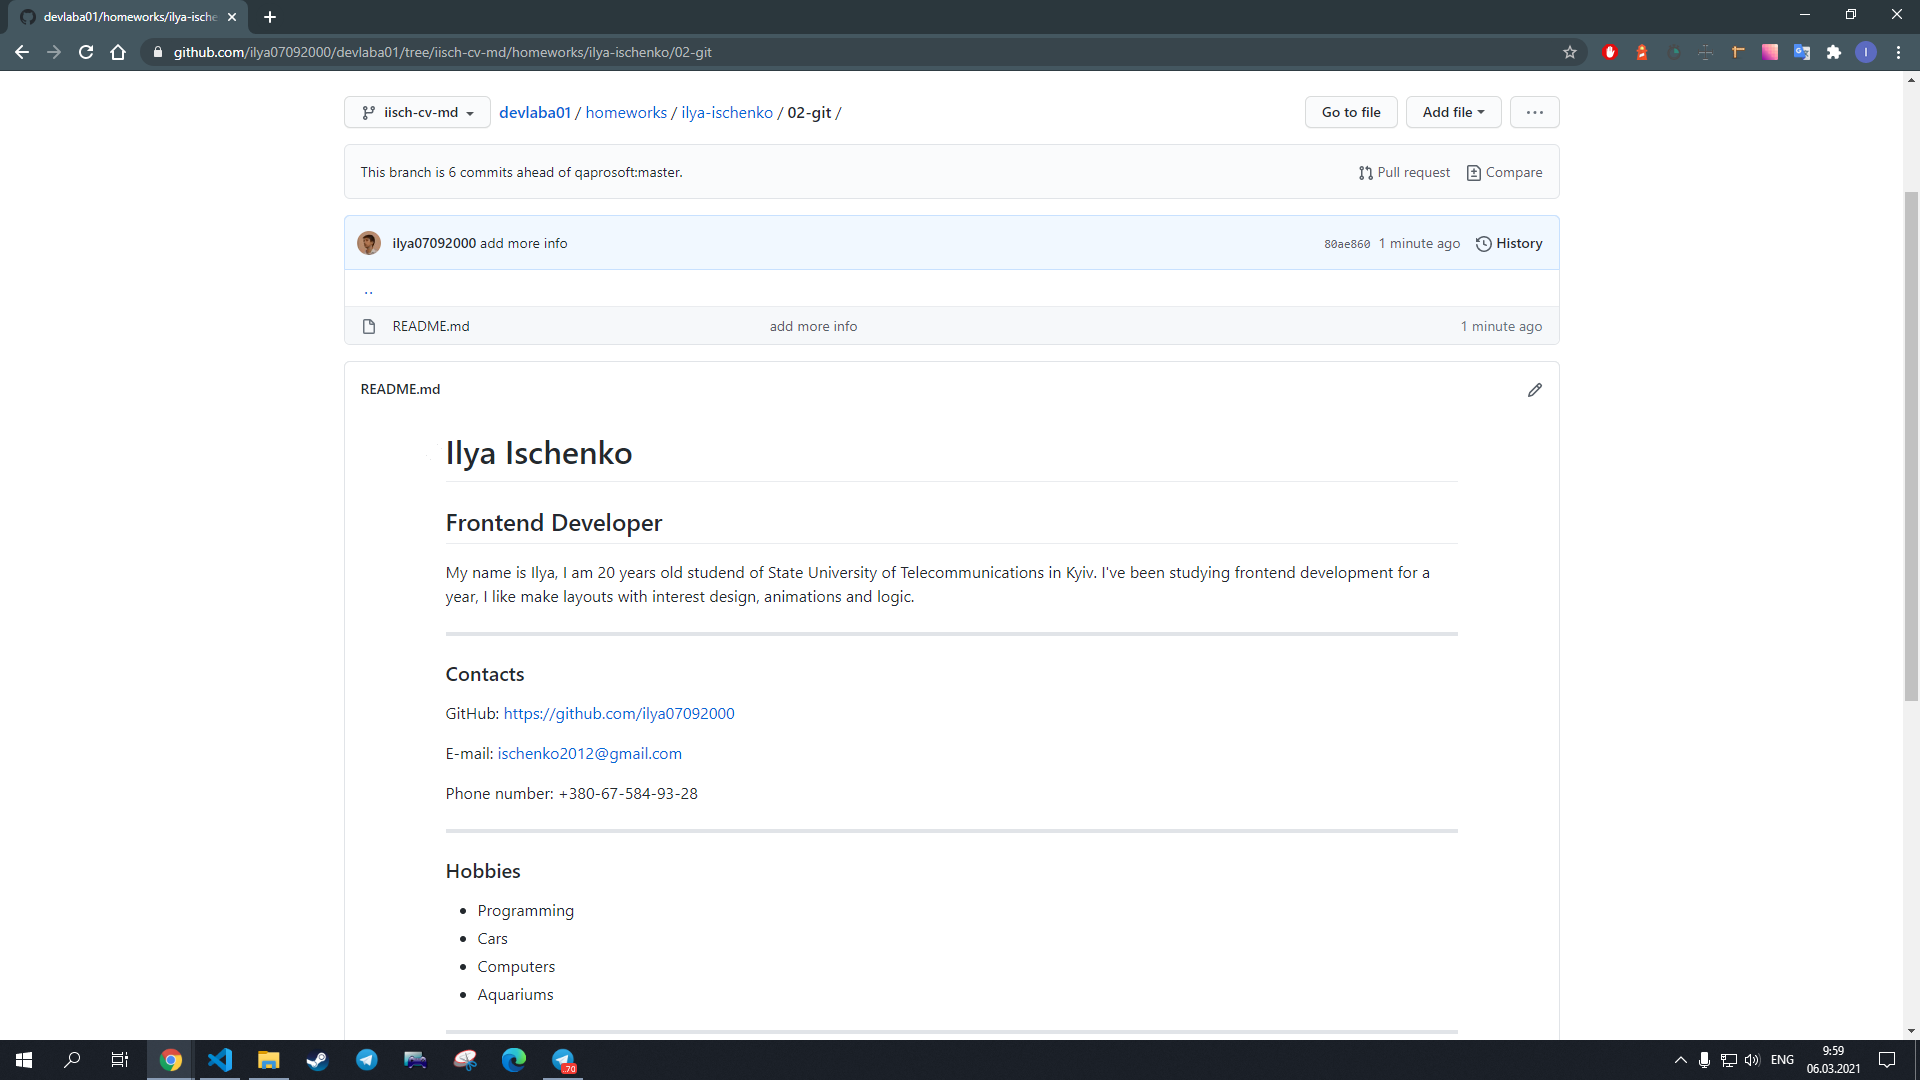 devlaba01/homeworks/ilya-ische
github.com/ilya07092000/devlaba01/tree/iisch-cv-md/homeworks/ilya-ischenko/02-git
iisch-cv-md
devlaba01 / homeworks / ilya-ischenko / 02-git /
Go to file
Add file
This branch is 6 commits ahead of qaprosoft:master.
Pull request
Compare
ilya07092000 add more info
80ae860 1 minute ago
History
..
README.md
add more info
1 minute ago
README.md
Ilya Ischenko
Frontend Developer
My name is Ilya, I am 20 years old studend of State University of Telecommunications in Kyiv. I've been studying frontend development for a
year, I like make layouts with interest design, animations and logic.
Contacts
GitHub: https://github.com/ilya07092000
E-mail: ischenko2012@gmail.com
Phone number: +380-67-584-93-28
Hobbies
Programming
Cars
Computers
Aquariums
.70
ENG
9:59
06.03.2021